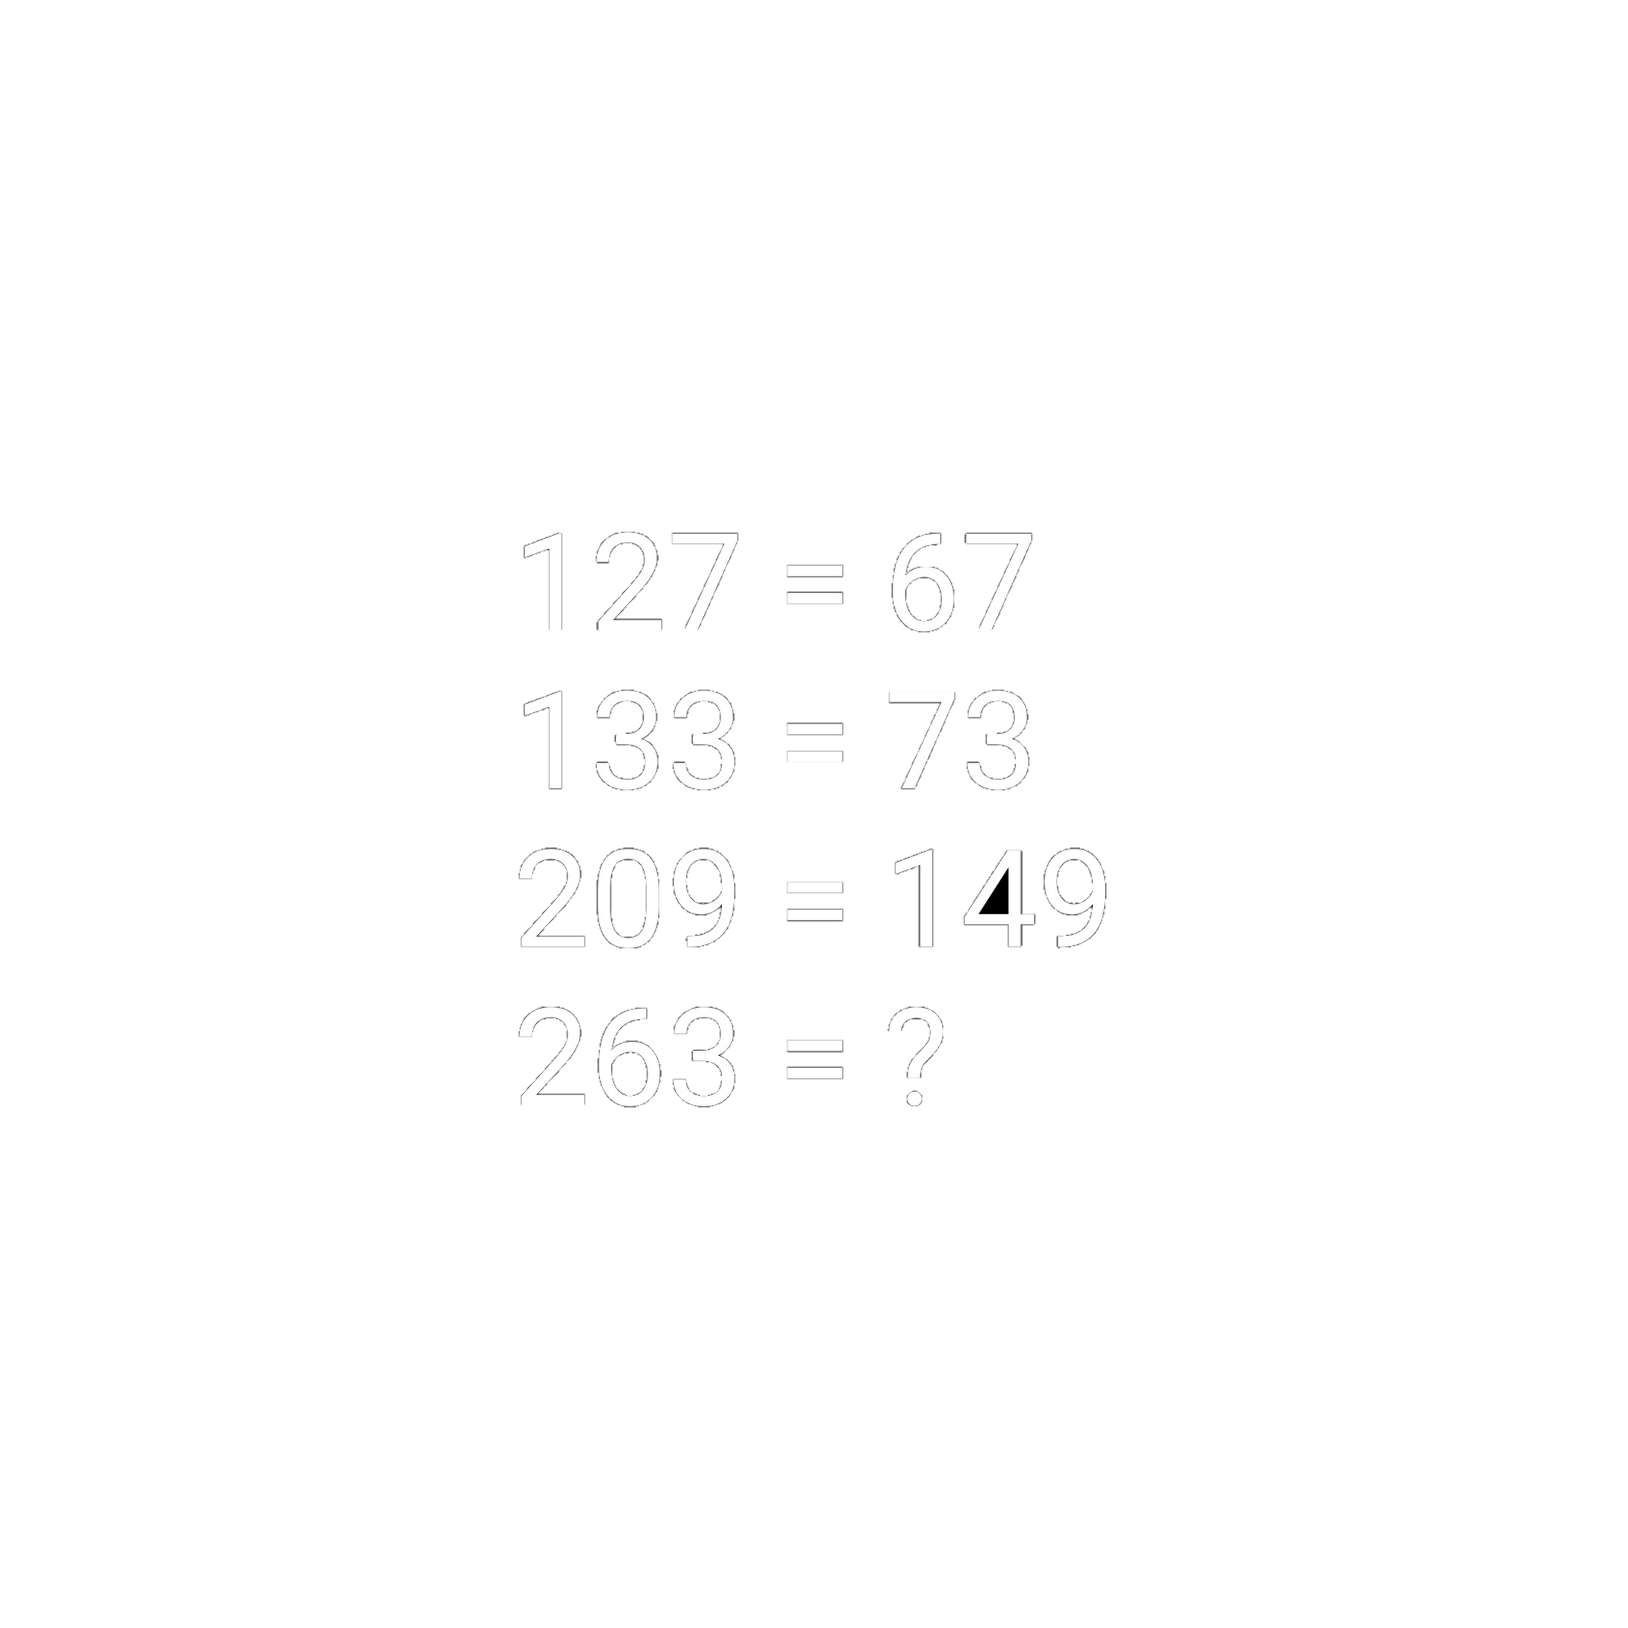 127 = 67
133 = 73
209 = 149
263 = ?